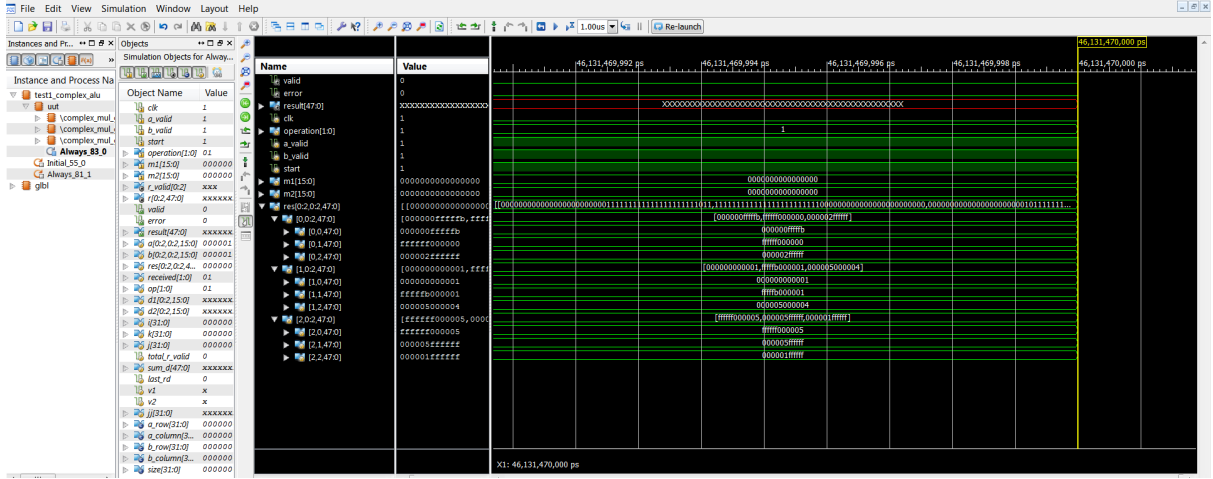 File Edit View Simulation Window Layout Help
1.00us Re-launch
Instances and Pr...
Instance and Process Na
test1_complex_alu
uut
\complex_mul_
\complex_mul_
\complex_mul_
Always_83_0
Initial_55_0
Always_81_1
glbl
Objects
Simulation Objects for Alway...
Object Name Value
clk 1
a_valid 1
b_valid 1
start 1
operation[1:0] 01
m1[15:0] 000000
m2[15:0] 000000
r_valid[0:2] xxx
r[0:2,47:0] xxxxxx
valid 0
error 0
result[47:0] xxxxxx
a[0:2,0:2,15:0] 000001
b[0:2,0:2,15:0] 000001
res[0:2,0:2,4... 000000
received[1:0] 01
op[1:0] 01
d1[0:2,15:0] xxxxxx
d2[0:2,15:0] xxxxxx
i[31:0] 000000
k[31:0] 000000
j[31:0] 000000
total_r_valid 0
sum_d[47:0] xxxxxx
last_rd 0
v1 x
v2 x
jj[31:0] xxxxxx
a_row[31:0] 000000
a_column[3... 000000
b_row[31:0] 000000
b_column[3... 000000
size[31:0] 000000
Name Value
valid 0
error 0
result[47:0] XXXXXXXXXXXXXXXXXX
clk 1
operation[1:0] 1
a_valid 1
b_valid 1
start 1
m1[15:0] 0000000000000000
m2[15:0] 0000000000000000
res[0:2,0:2,47:0] [[0000000000000000
[0,0:2,47:0] [000000fffffb,ffff
[0,0,47:0] 000000fffffb
[0,1,47:0] ffffff000000
[0,2,47:0] 000002ffffff
[1,0:2,47:0] [000000000001,ffff
[1,0,47:0] 000000000001
[1,1,47:0] fffffb000001
[1,2,47:0] 000005000004
[2,0:2,47:0] [ffffff000005,0000
[2,0,47:0] ffffff000005
[2,1,47:0] 000005ffffff
[2,2,47:0] 000001ffffff
46,131,470,000 ps
46,131,469,992 ps 46,131,469,994 ps 46,131,469,996 ps 46,131,469,998 ps 46,131,470,000 ps
XXXXXXXXXXXXXXXXXXXXXXXXXXXXXXXXXXXXXXXXXXXXXXXX
1
0000000000000000
0000000000000000
[000000fffffb,ffffff000000,000002ffffff]
000000fffffb
ffffff000000
000002ffffff
[000000000001,fffffb000001,000005000004]
000000000001
fffffb000001
000005000004
[ffffff000005,000005ffffff,000001ffffff]
ffffff000005
000005ffffff
000001ffffff
X1: 46,131,470,000 ps